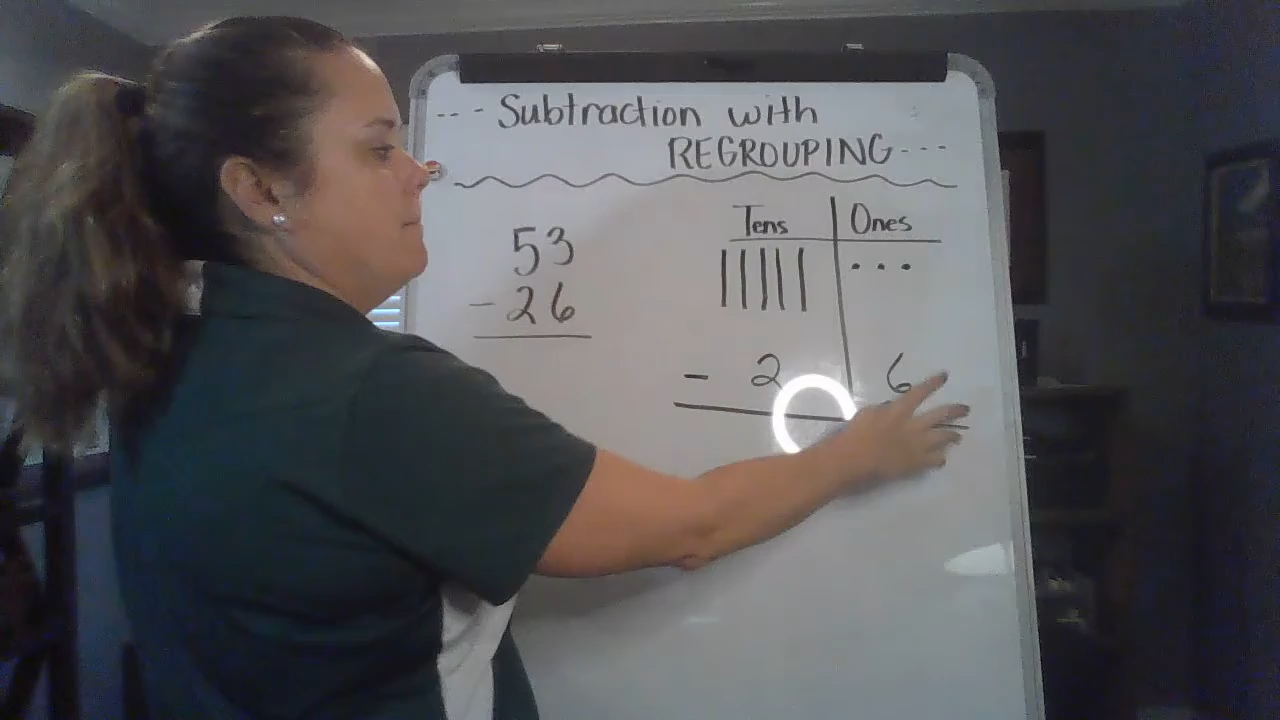 --- Subtraction with
REGROUPING---
53
- 26
Tens Ones
- 2 6